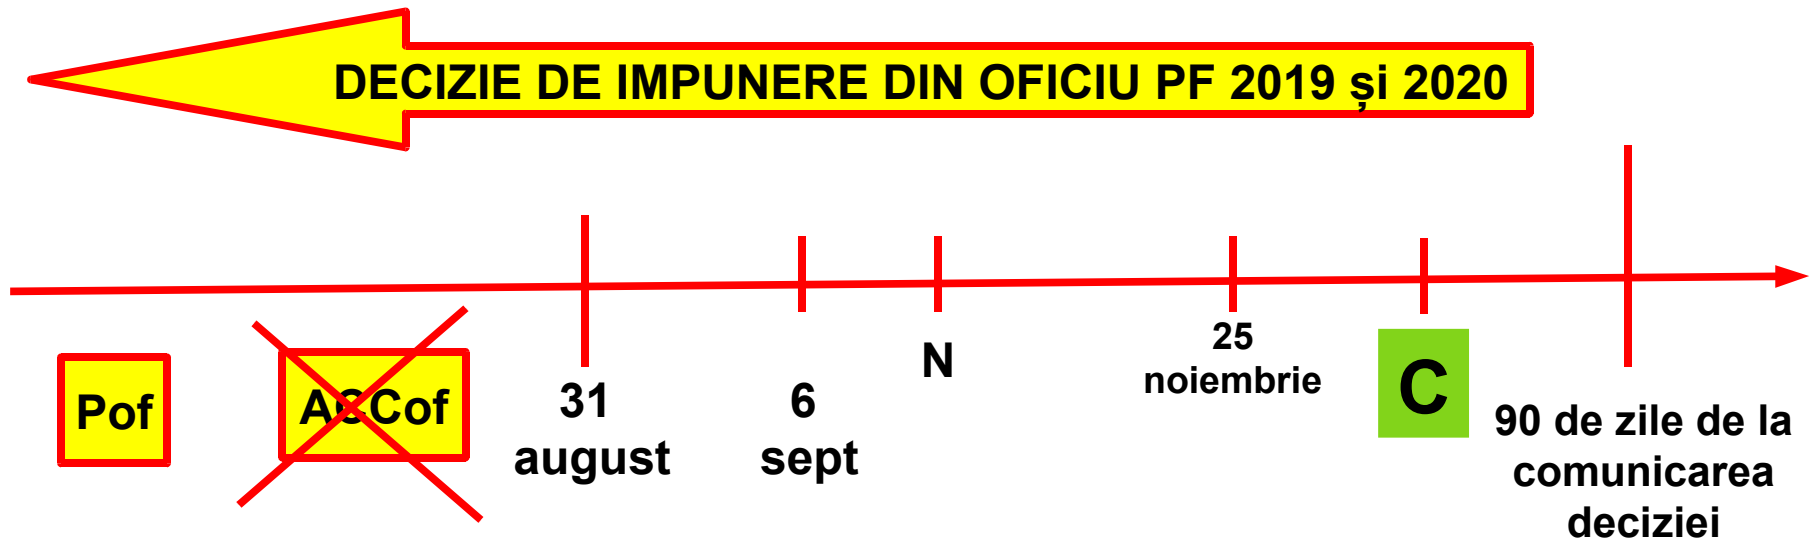 DECIZIE DE IMPUNERE DIN OFICIU PF 2019 și 2020
Pof
ACCof
31
august
6
sept
N
25
noiembrie
C
90 de zile de la
comunicarea
deciziei